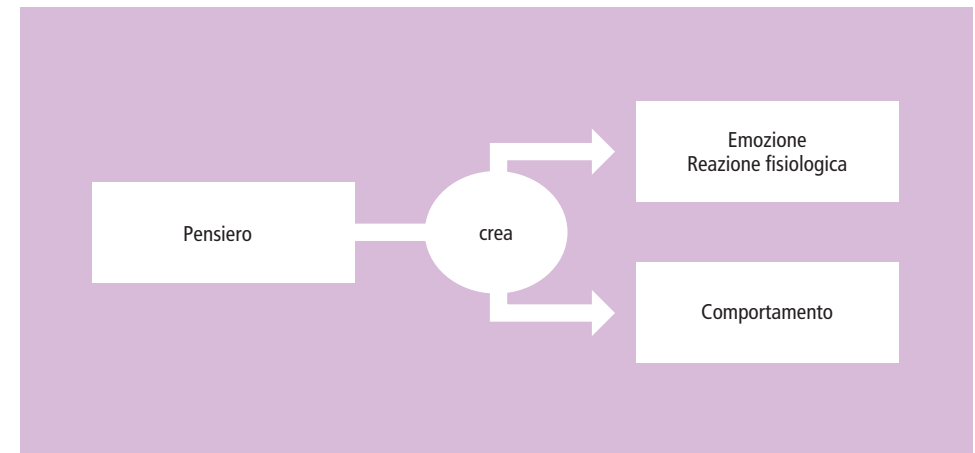 Pensiero
crea
Emozione
Reazione fisiologica
Comportamento